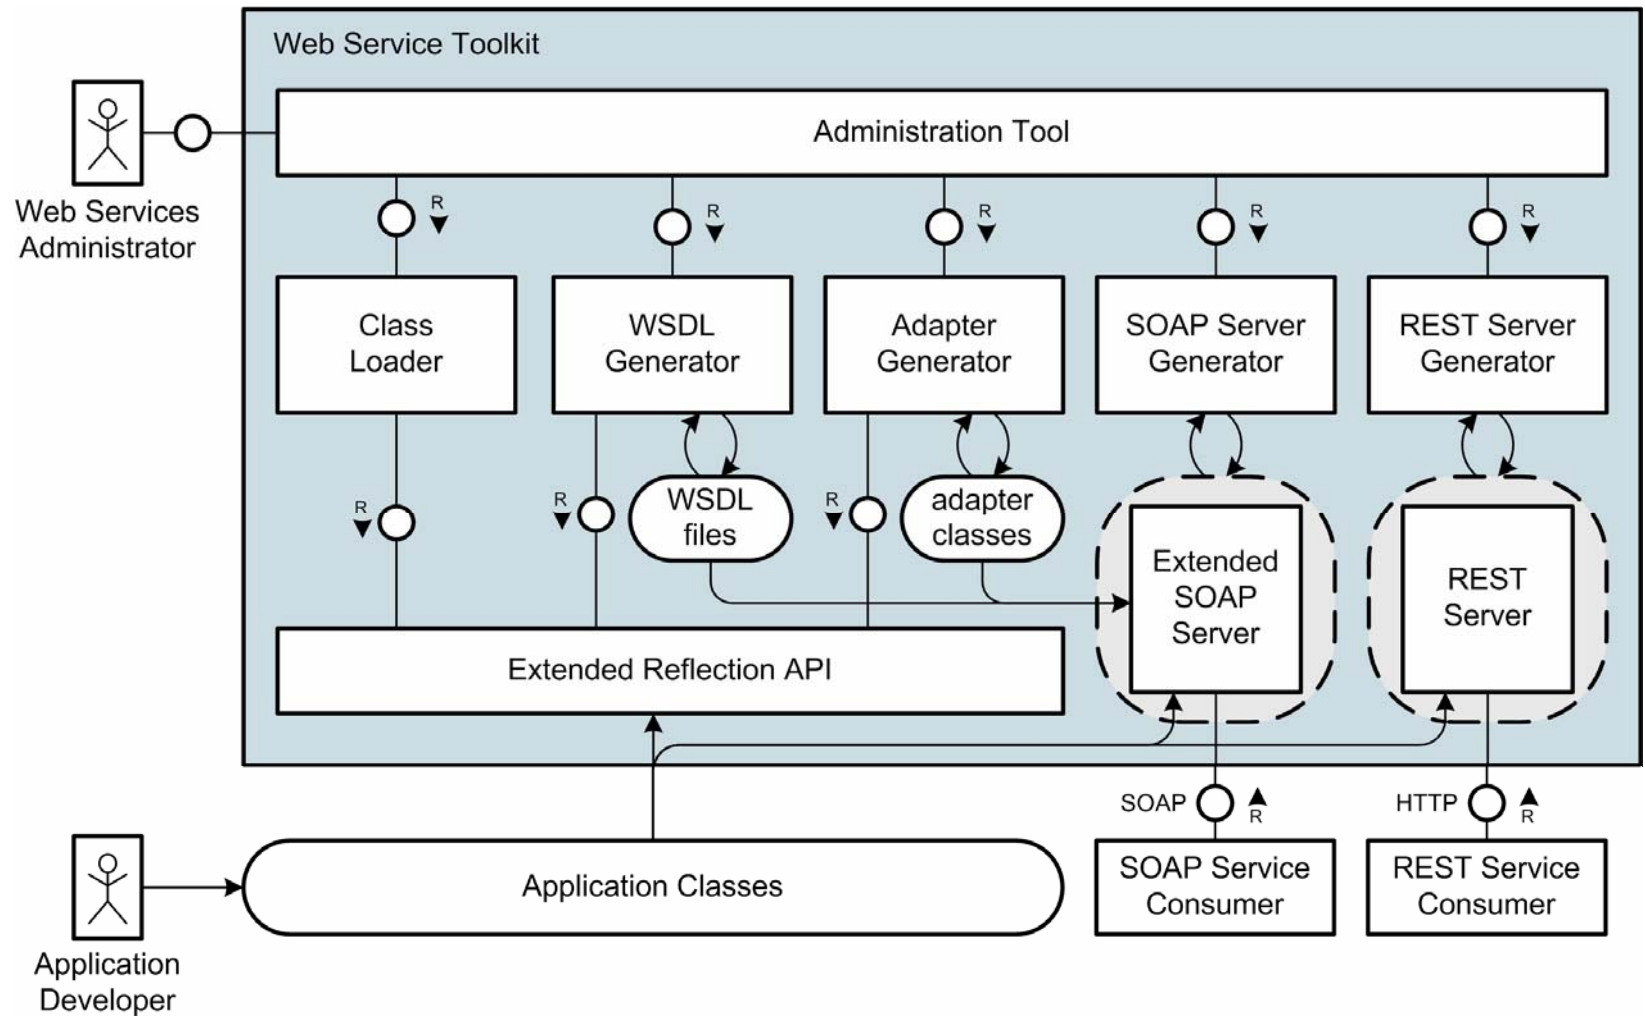 Web Service Toolkit
Administration Tool
Web Services
Administrator
R
R
R
R
R
Class
Loader
WSDL
Generator
Adapter
Generator
SOAP Server
Generator
REST Server
Generator
R
R
R
WSDL
files
adapter
classes
Extended
SOAP
Server
REST
Server
Extended Reflection API
SOAP
R
HTTP
R
Application Classes
SOAP Service
Consumer
REST Service
Consumer
Application
Developer